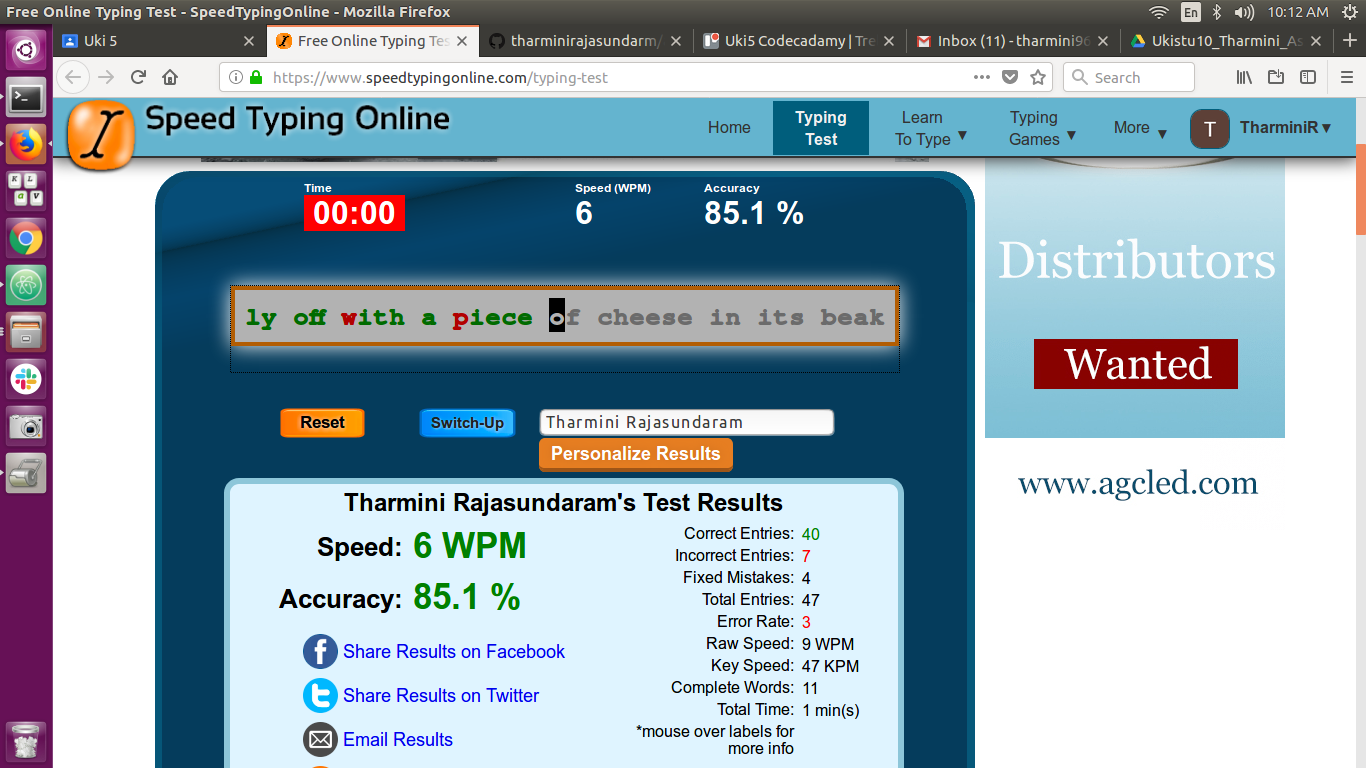 Free Online Typing Test - SpeedTypingOnline - Mozilla Firefox
En
10:12 AM
Uki 5
Free Online Typing Tes
tharminirajasundarm/
Uki5 Codecadamy | Tre
Inbox (11) - tharmini96
Ukistu10_Tharmini_As
https://www.speedtypingonline.com/typing-test
Search
Speed Typing Online
Home
Typing
Test
Learn
To Type ▼
Typing
Games ▼
More ▼
T
TharminiR ▼
Time
00:00
Speed (WPM)
6
Accuracy
85.1 %
ly off with a piece of cheese in its beak
Reset
Switch-Up
Tharmini Rajasundaram
Personalize Results
Tharmini Rajasundaram's Test Results
Speed: 6 WPM
Accuracy: 85.1 %
Share Results on Facebook
Share Results on Twitter
Email Results
Correct Entries: 40
Incorrect Entries: 7
Fixed Mistakes: 4
Total Entries: 47
Error Rate: 3
Raw Speed: 9 WPM
Key Speed: 47 KPM
Complete Words: 11
Total Time: 1 min(s)
*mouse over labels for
more info
Distributors
Wanted
www.agcled.com